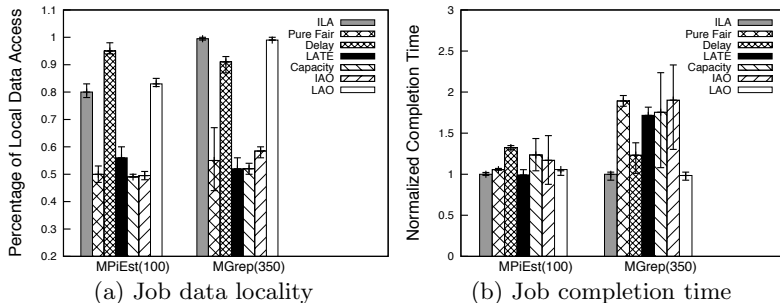 Percentage of Local Data Access
1.1
1
0.9
0.8
0.7
0.6
0.5
0.4
0.3
0.2
ILA
Pure Fair
Delay
LATE
Capacity
IAO
LAO
MPiEst(100)
MGrep(350)
(a) Job data locality
Normalized Completion Time
3
2.5
2
1.5
1
0.5
0
ILA
Pure Fair
Delay
LATE
Capacity
IAO
LAO
MPiEst(100)
MGrep(350)
(b) Job completion time